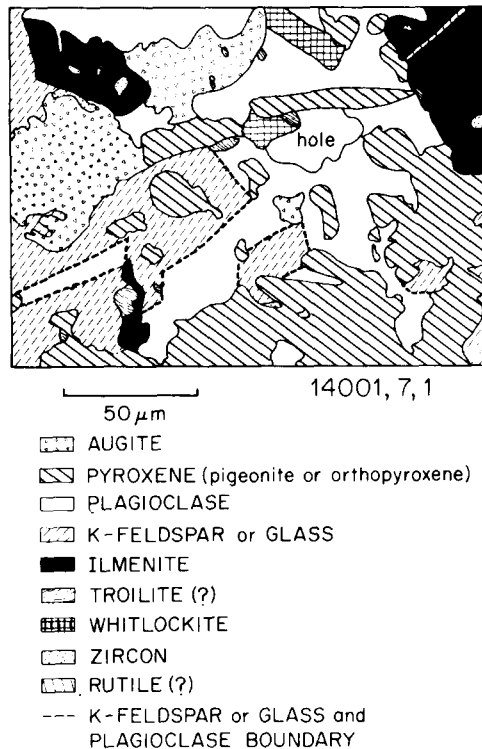 hole
14001, 7, 1
50 μm
AUGITE
PYROXENE (pigeonite or orthopyroxene)
PLAGIOCLASE
K-FELDSPAR or GLASS
ILMENITE
TROILITE (?)
WHITLOCKITE
ZIRCON
RUTILE (?)
K-FELDSPAR or GLASS and
PLAGIOCLASE BOUNDARY